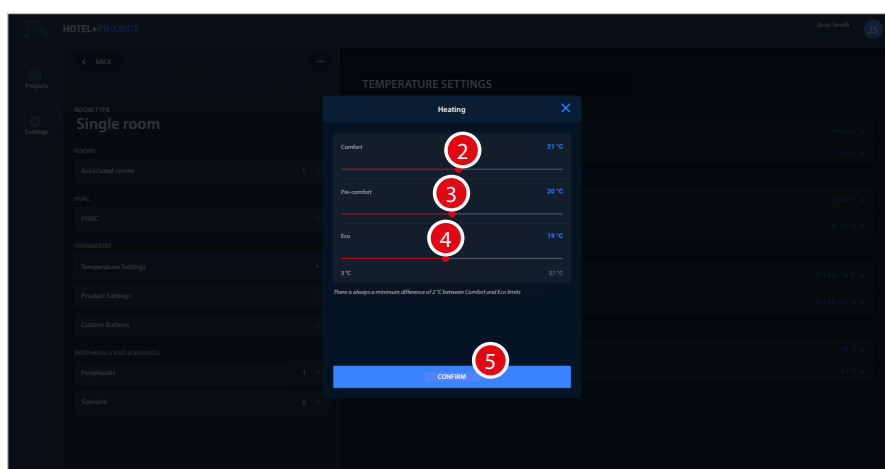 HOTEL+PROJECT
Jhon Smith
JS
BACK
Projects
Settings
ROOM TYPE
Single room
ROOMS
Associated rooms 1
HVAC
HVAC
THERMOSTAT
Temperature Settings
Product Settings
Custom Buttons
PERIPHERALS AND SCENARIOS
Peripherals 1
Scenario 0
TEMPERATURE SETTINGS
Heating
Comfort 2 21 °C
Pre-comfort 3 20 °C
Eco 4 19 °C
3 °C 37 °C
There is always a minimum difference of 2 °C between Comfort and Eco limits
5
CONFIRM